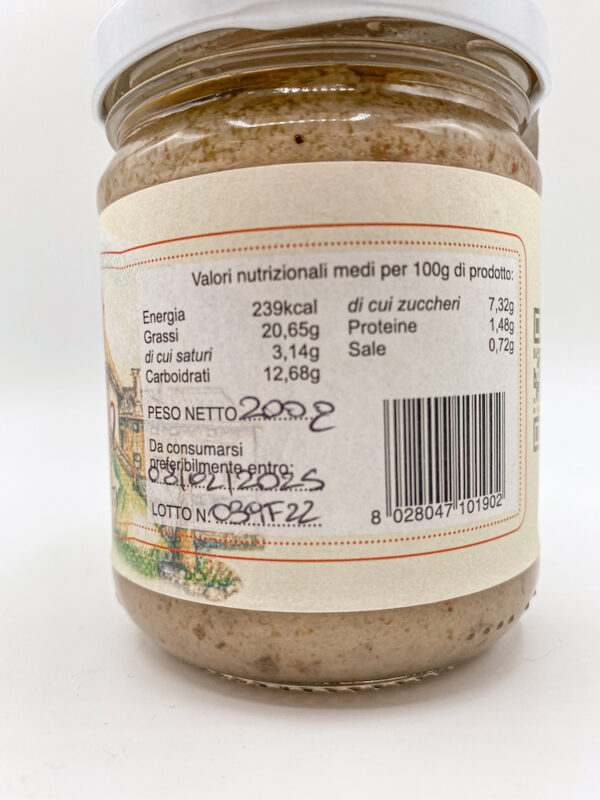 Valori nutrizionali medi per 100g di prodotto:
Energia 239kcal di cui zuccheri 7,32g
Grassi 20,65g Proteine 1,48g
di cui saturi 3,14g Sale 0,72g
Carboidrati 12,68g
PESO NETTO 200g
Da consumarsi
preferibilmente entro:
03/02/2025
LOTTO N. 039F22
8 028047 101902